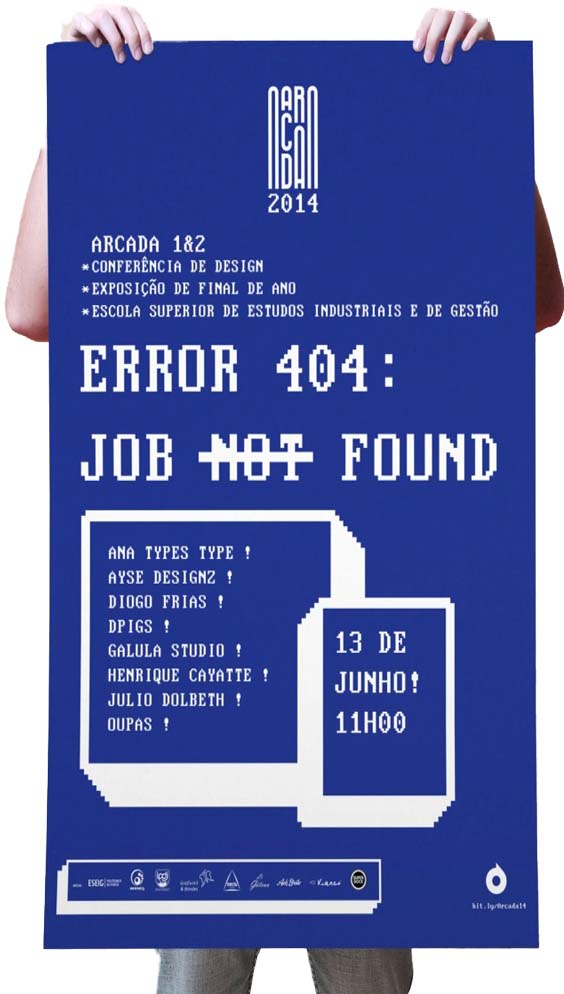 ARCADA
2014
ARCADA 1&2
*CONFERÊNCIA DE DESIGN
*EXPOSIÇÃO DE FINAL DE ANO
*ESCOLA SUPERIOR DE ESTUDOS INDUSTRIAIS E DE GESTÃO
ERROR 404:
JOB NOT FOUND
ANA TYPES TYPE !
AYSE DESIGNZ !
DIOGO FRIAS !
DPIGS !
GALULA STUDIO !
HENRIQUE CAYATTE !
JULIO DOLBETH !
OUPAS !
13 DE
JUNHO!
11H00
ESEIG
bit.ly/Arcada14